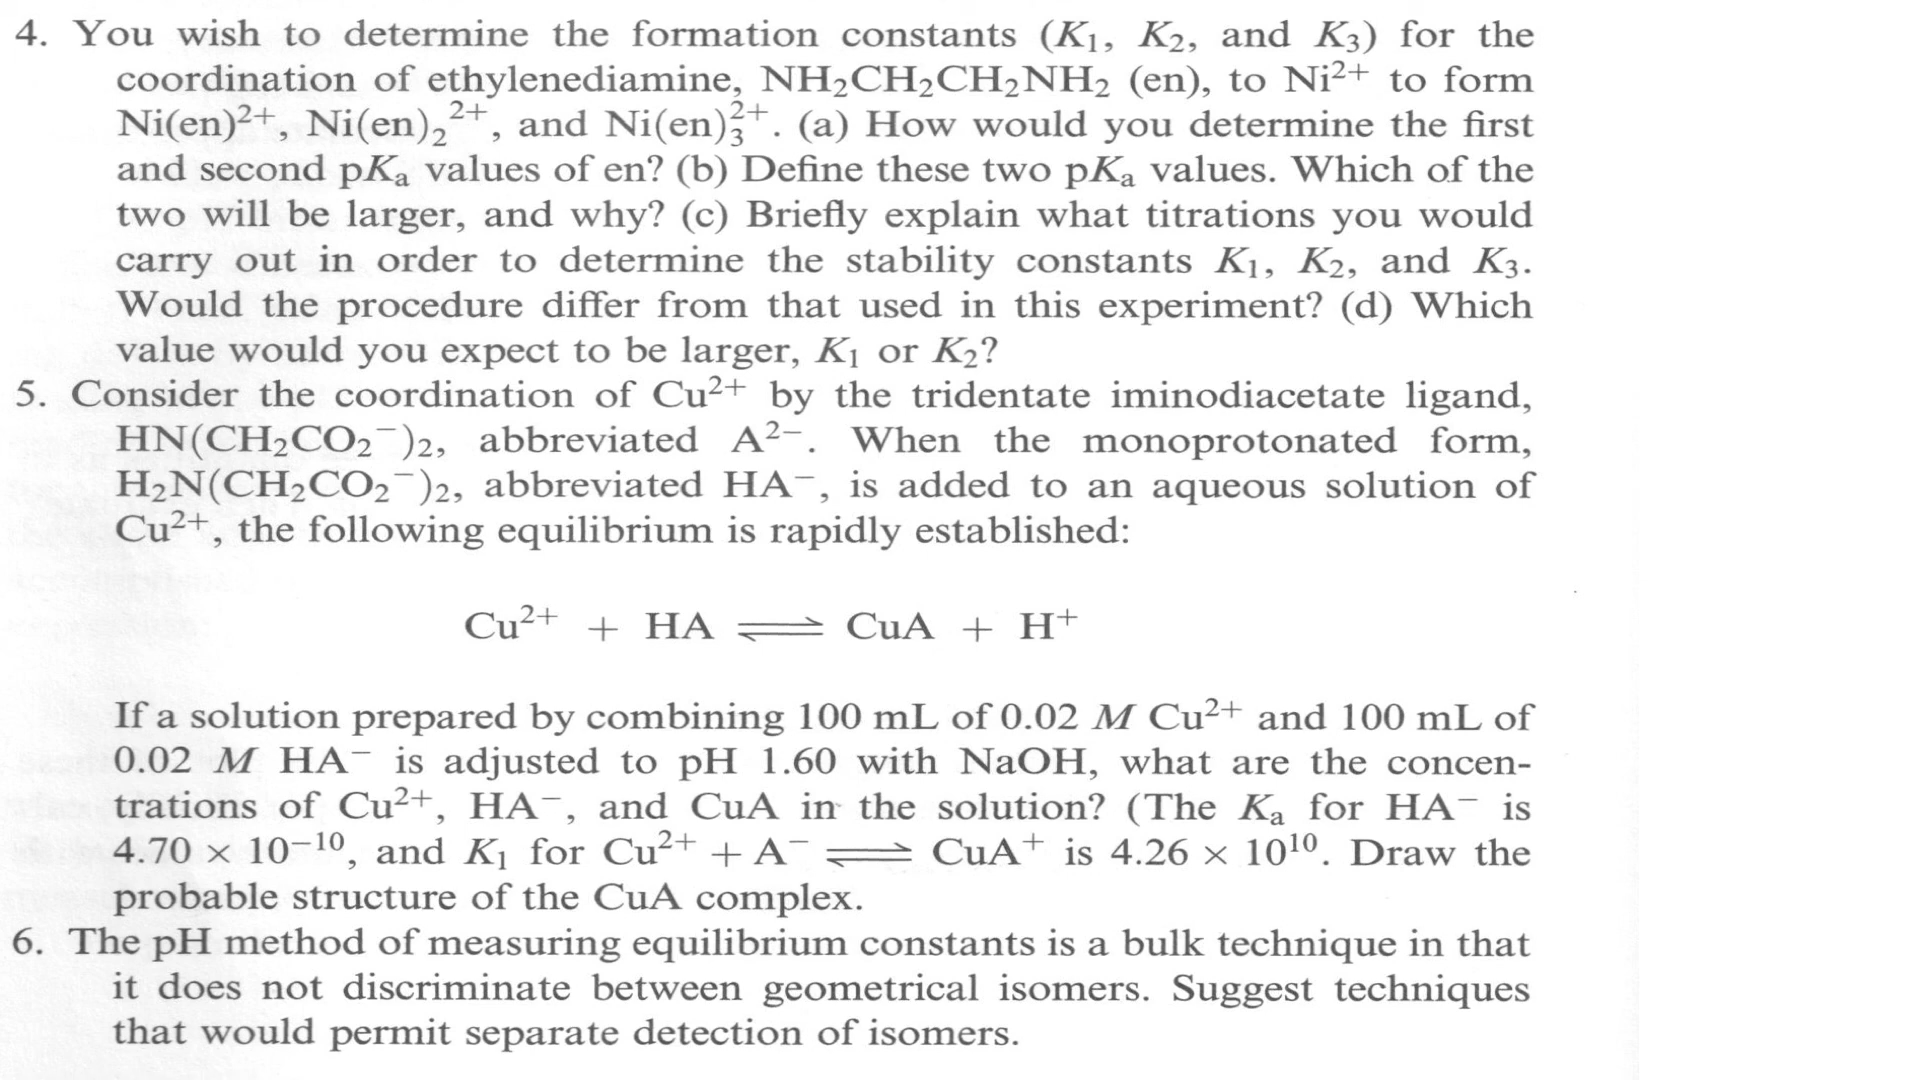 4. You wish to determine the formation constants (K₁, K₂, and K₃) for the
coordination of ethylenediamine, NH₂CH₂CH₂NH₂ (en), to Ni²⁺ to form
Ni(en)²⁺, Ni(en)₂²⁺, and Ni(en)₃²⁺. (a) How would you determine the first
and second pKₐ values of en? (b) Define these two pKₐ values. Which of the
two will be larger, and why? (c) Briefly explain what titrations you would
carry out in order to determine the stability constants K₁, K₂, and K₃.
Would the procedure differ from that used in this experiment? (d) Which
value would you expect to be larger, K₁ or K₂?
5. Consider the coordination of Cu²⁺ by the tridentate iminodiacetate ligand,
HN(CH₂CO₂⁻)₂, abbreviated A²⁻. When the monoprotonated form,
H₂N(CH₂CO₂⁻)₂, abbreviated HA⁻, is added to an aqueous solution of
Cu²⁺, the following equilibrium is rapidly established:
Cu²⁺ + HA ⇌ CuA + H⁺
If a solution prepared by combining 100 mL of 0.02 M Cu²⁺ and 100 mL of
0.02 M HA⁻ is adjusted to pH 1.60 with NaOH, what are the concen-
trations of Cu²⁺, HA⁻, and CuA in the solution? (The Kₐ for HA⁻ is
4.70 × 10⁻¹⁰, and K₁ for Cu²⁺ + A⁻ ⇌ CuA⁺ is 4.26 × 10¹⁰. Draw the
probable structure of the CuA complex.
6. The pH method of measuring equilibrium constants is a bulk technique in that
it does not discriminate between geometrical isomers. Suggest techniques
that would permit separate detection of isomers.